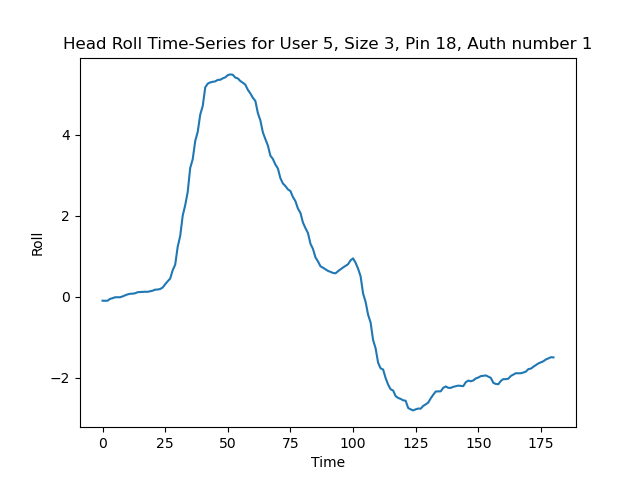 Head Roll Time-Series for User 5, Size 3, Pin 18, Auth number 1
4
2
0
−2
Roll
0 25 50 75 100 125 150 175
Time